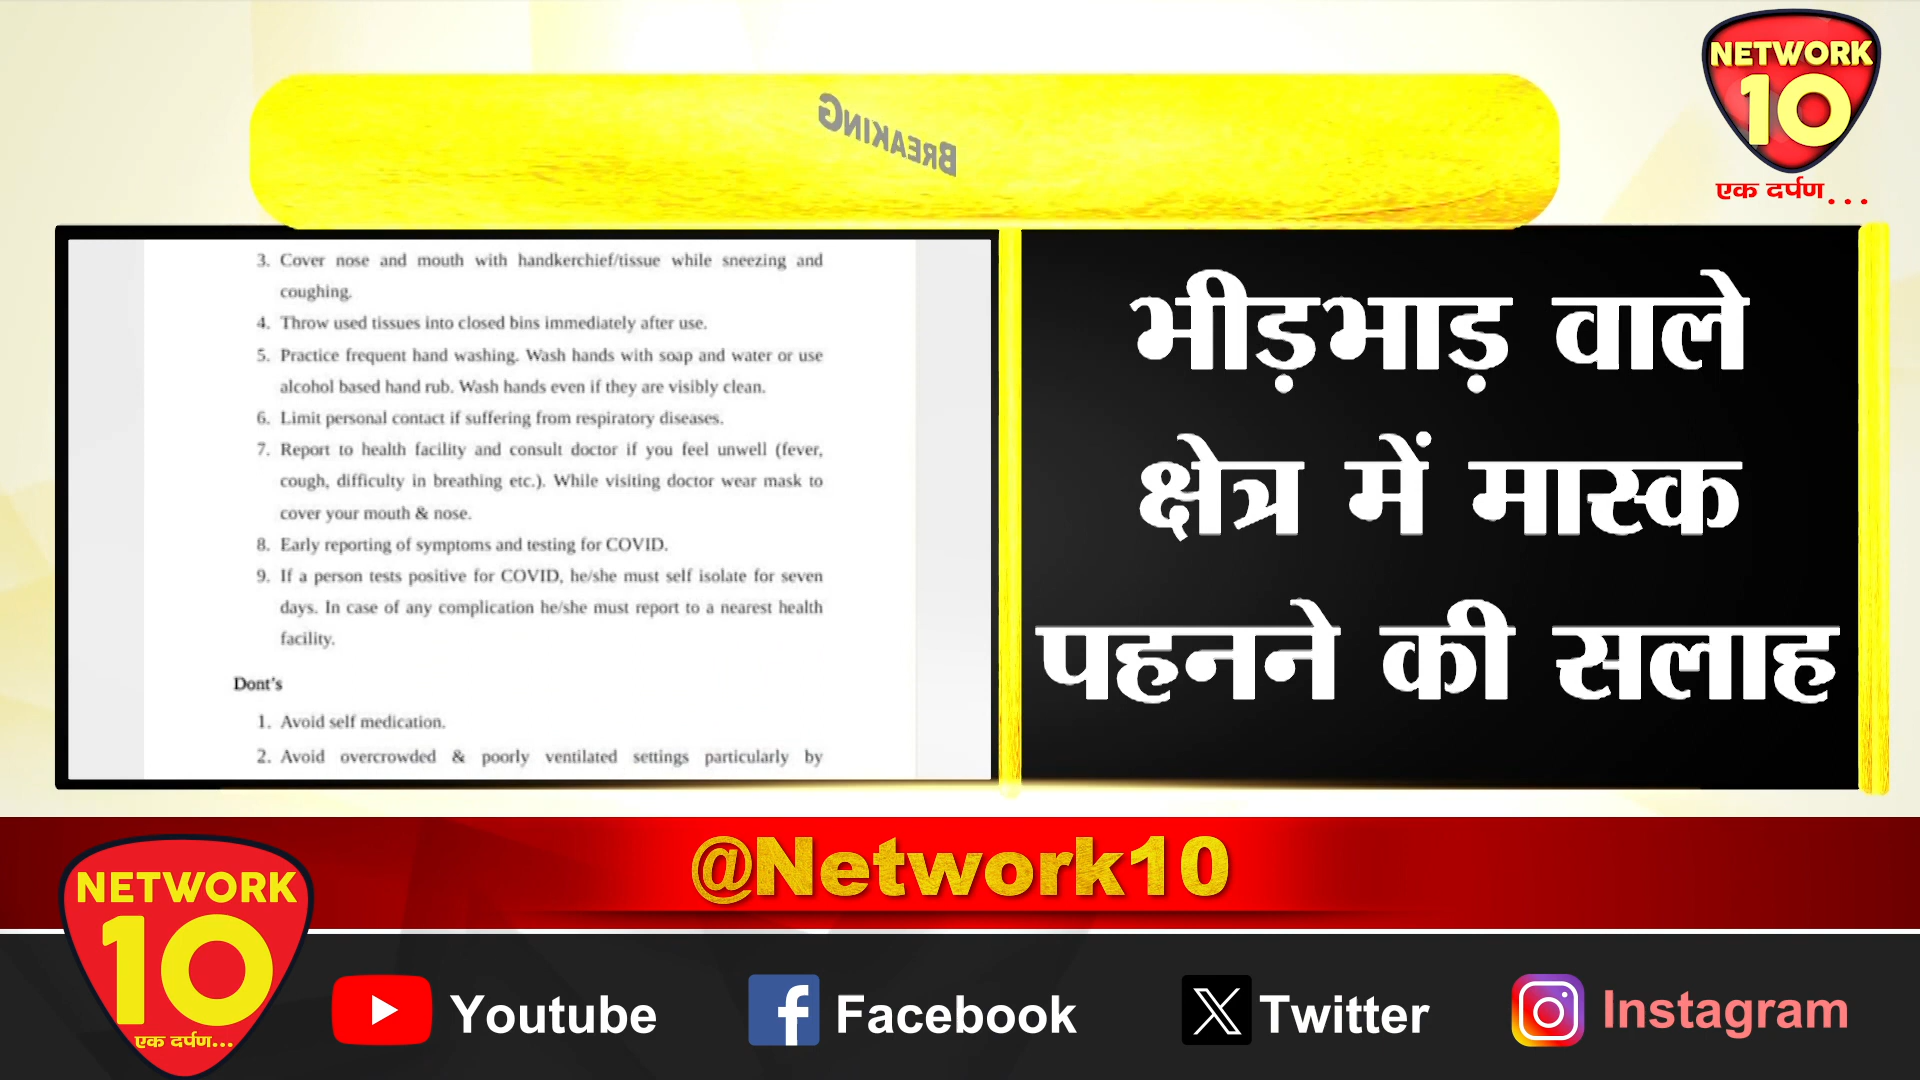 NETWORK
10
एक दर्पण...
BREAKING
3. Cover nose and mouth with handkerchief/tissue while sneezing and
coughing.
4. Throw used tissues into closed bins immediately after use.
5. Practice frequent hand washing. Wash hands with soap and water or use
alcohol based hand rub. Wash hands even if they are visibly clean.
6. Limit personal contact if suffering from respiratory diseases.
7. Report to health facility and consult doctor if you feel unwell (fever,
cough, difficulty in breathing etc.). While visiting doctor wear mask to
cover your mouth & nose.
8. Early reporting of symptoms and testing for COVID.
9. If a person tests positive for COVID, he/she must self isolate for seven
days. In case of any complication he/she must report to a nearest health
facility.
Dont's
1. Avoid self medication.
2. Avoid overcrowded & poorly ventilated settings particularly by
भीड़भाड़ वाले
क्षेत्र में मास्क
पहनने की सलाह
@Network10
NETWORK
10
एक दर्पण...
Youtube
Facebook
Twitter
Instagram